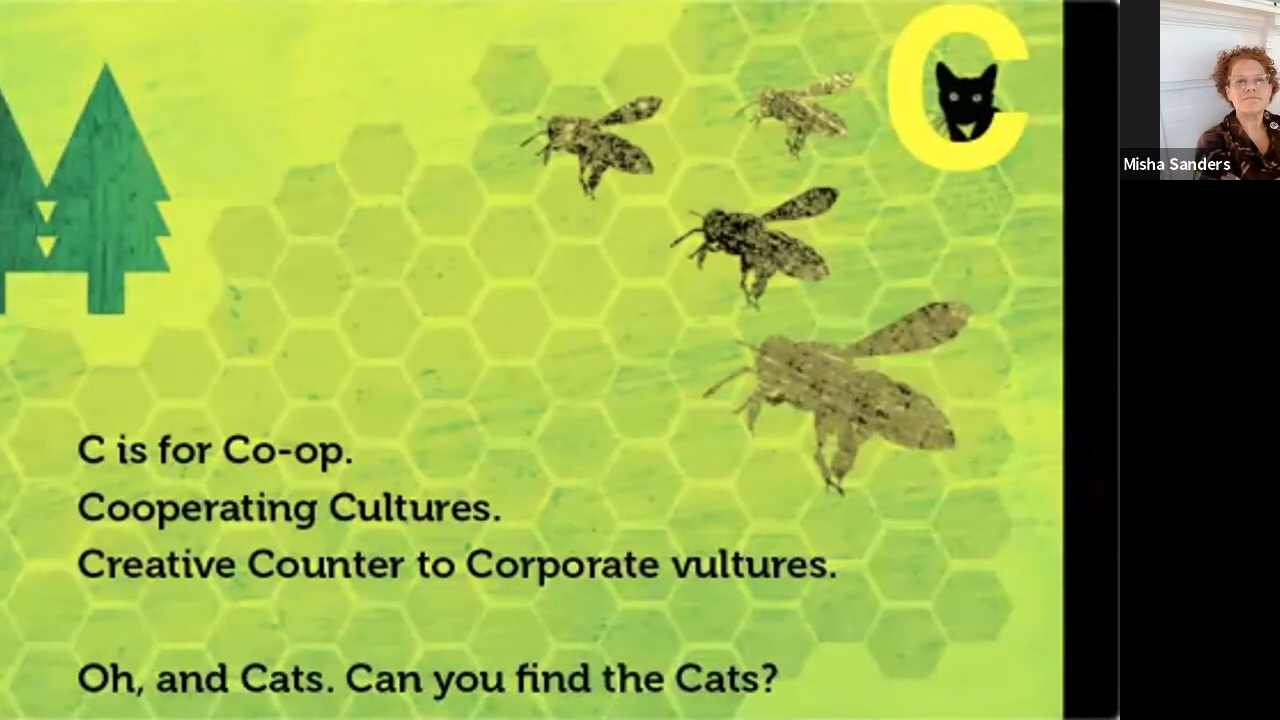 C
Misha Sanders
C is for Co-op.
Cooperating Cultures.
Creative Counter to Corporate vultures.
Oh, and Cats. Can you find the Cats?